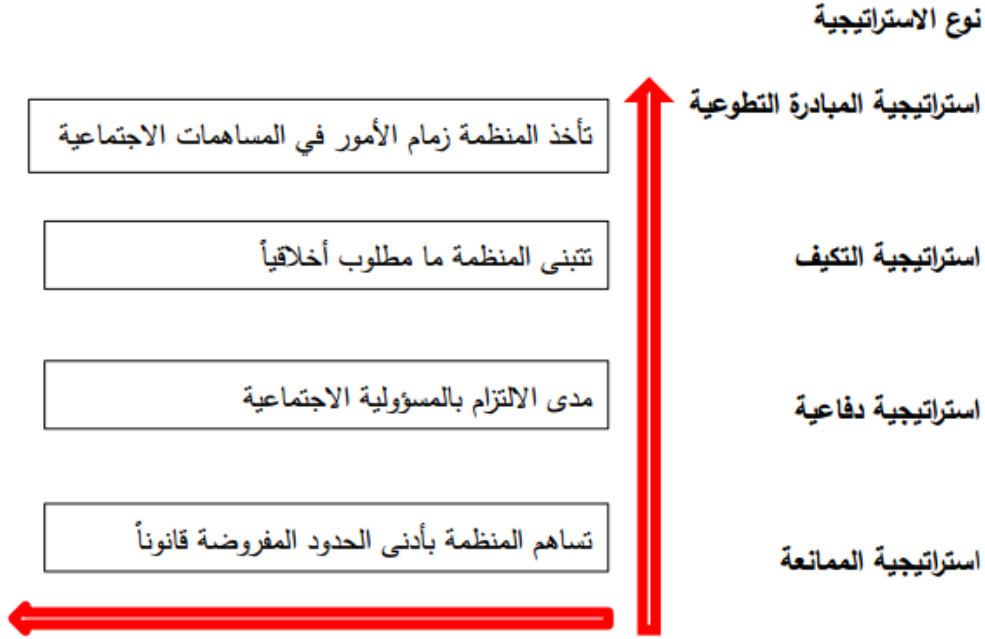 نوع الاستراتيجية
استراتيجية المبادرة التطوعية
تأخذ المنظمة زمام الأمور في المساهمات الاجتماعية
استراتيجية التكيف
تتبنى المنظمة ما مطلوب أخلاقياً
استراتيجية دفاعية
مدى الالتزام بالمسؤولية الاجتماعية
استراتيجية الممانعة
تساهم المنظمة بأدنى الحدود المفروضة قانوناً